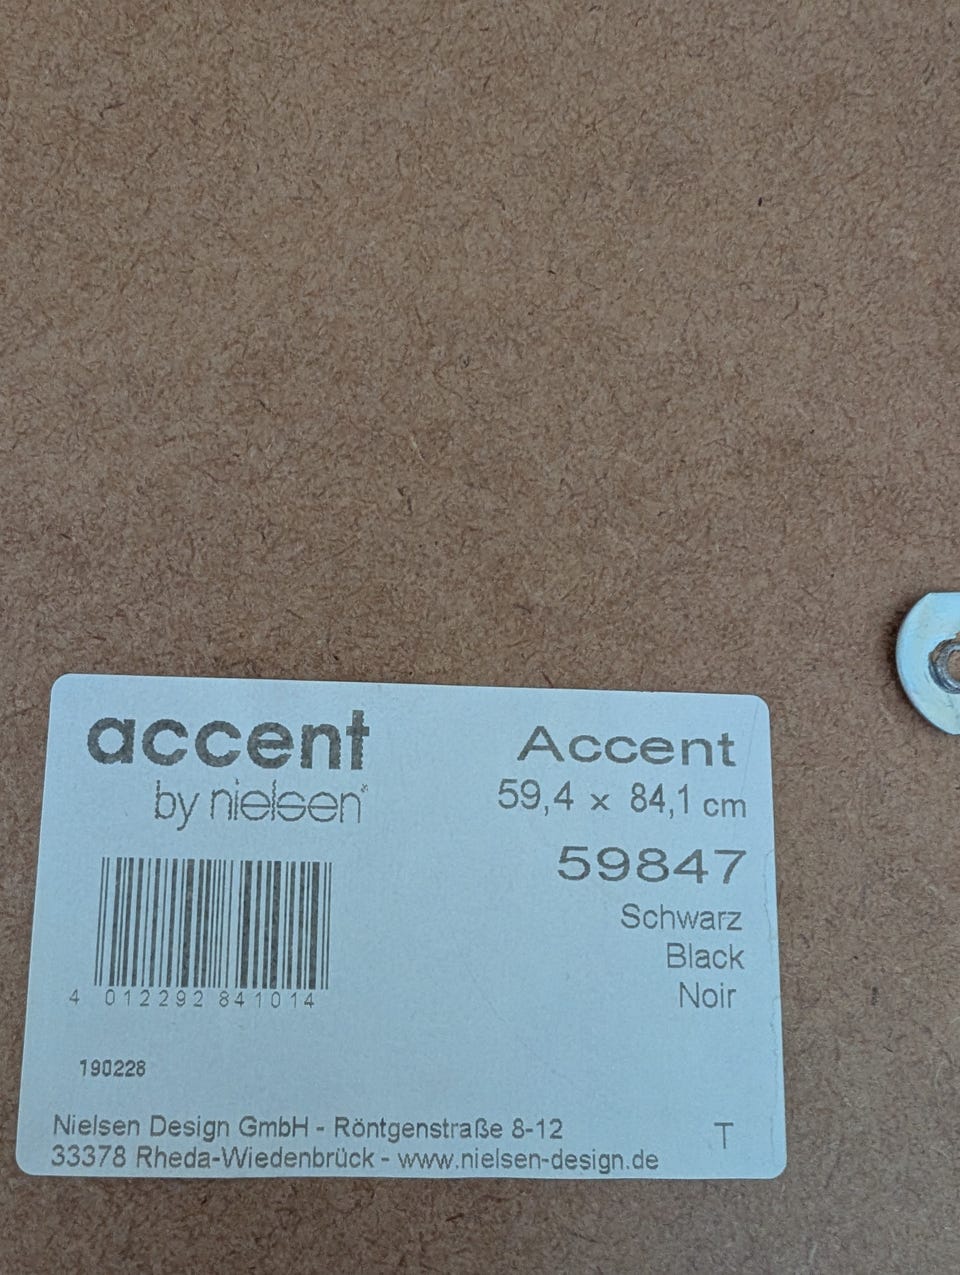 accent
by nielsen®
Accent
59,4 x 84,1 cm
59847
Schwarz
Black
Noir
4 012292 841014
190228
Nielsen Design GmbH - Röntgenstraße 8-12
33378 Rheda-Wiedenbrück - www.nielsen-design.de
T